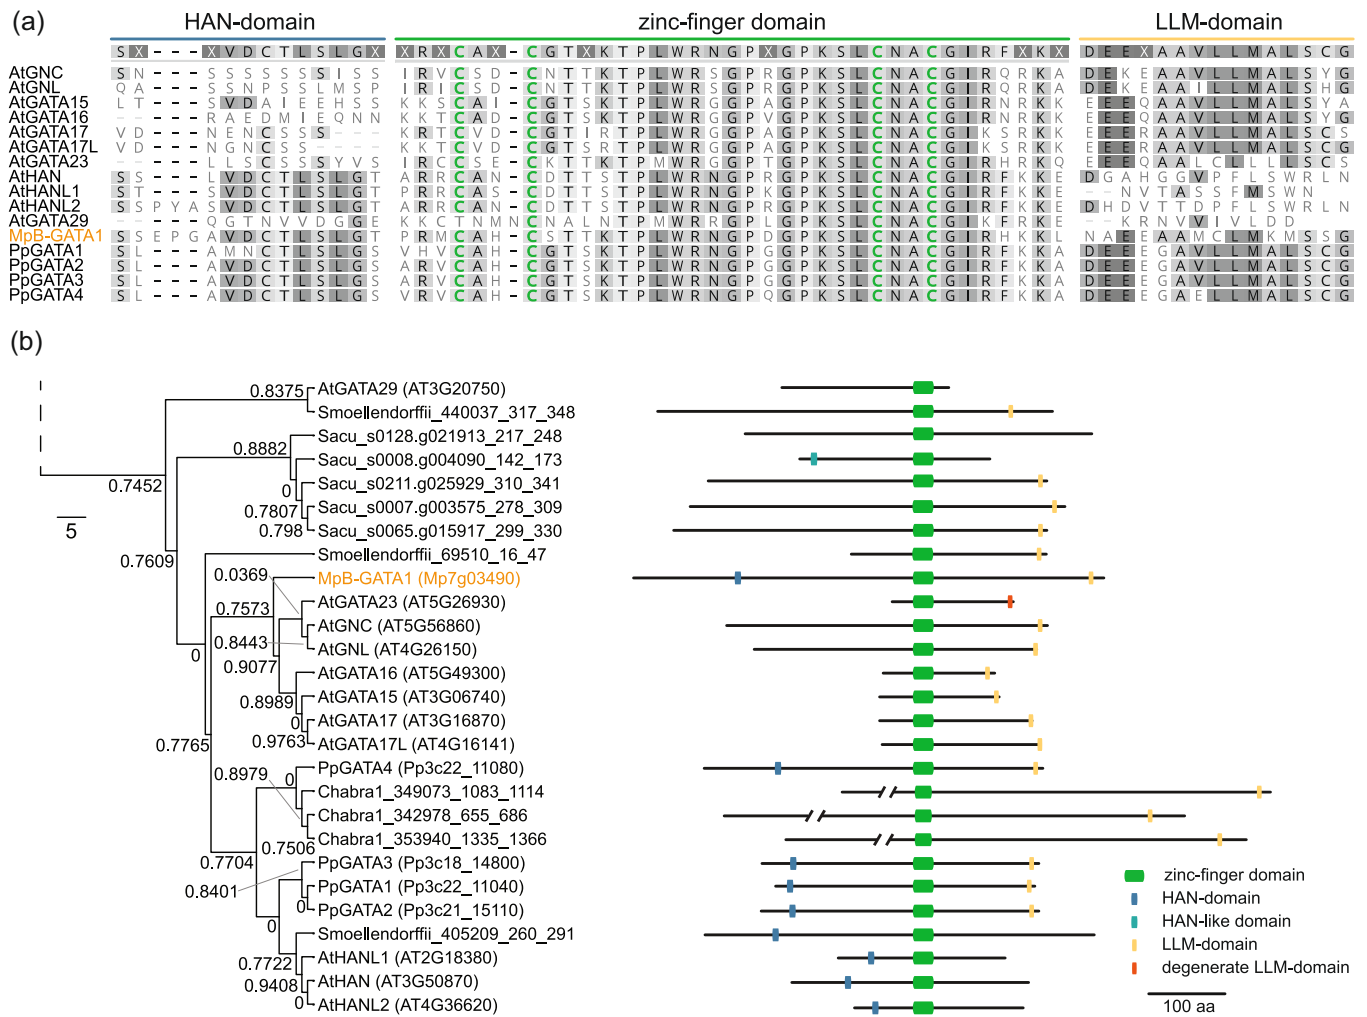 (a)
HAN-domain zinc-finger domain LLM-domain
S X - - - X V D C T L S L G X X R X C A X - C G T X K T P L W R N G P X G P K S L C N A C G I R F X K X D E E X A A V L L M A L S C G
AtGNC S N - - - S S S S S S S I S S I R V C S D - C N T T K T P L W R S G P R G P K S L C N A C G I R Q R K A D E K E A A V L L M A L S Y G
AtGNL Q A - - - S S N P S S S L M S P I R I C S D - C N T T K T P L W R S G P R G P K S L C N A C G I R Q R K A D E K E A A I L L M A L S H G
AtGATA15 L T - - - S V D A I E E H S S K K S C A I - C G T S K T P L W R G G P A G P K S L C N A C G I R N R K K E E E Q A A V L L M A L S Y A
AtGATA16 - - - - - R A E D M I E Q N N K K T C A D - C G T S K T P L W R G G P V G P K S L C N A C G I R N R K K E E E Q A A V L L M A L S Y G
AtGATA17 V D - - - N E N C S S S - - - K R T C V D - C G T I R T P L W R G G P A G P K S L C N A C G I K S R K K E E E R A A V L L M A L S C S
AtGATA17L V D - - - N G N C S S - - - - K K T C V D - C G T S R T P L W R G G P A G P K S L C N A C G I K S R K K E E E R A A V L L M A L S C G
AtGATA23 - - - - - L L S C S S S Y V S I R C C S E - C K T T K T P M W R G G P T G P K S L C N A C G I R H R K Q E E E Q A A L C L L L L S C S
AtHAN S S - - - V D C T L S L G T A R R C A N - C D T T S T P L W R N G P R G P K S L C N A C G I R F K K E D G A H G G V P F L S W R L N
AtHANL1 S T - - - S V D C T L S L G T P R R C A S - C D T T S T P L W R N G P K G P K S L C N A C G I R F K K E - - N V T A S S F M S W N
AtHANL2 S S P Y A S V D C T L S L G T A R R C A N - C D T T S T P L W R N G P R G P K S L C N A C G I R F K K E D H D V T T D P F L S W R L N
AtGATA29 - - - - - Q G T N V V D G G E K K C T N M N C N A L N T P M W R R G P L G P K S L C N A C G I K F R K E - - K R N V V I V L D D
MpB-GATA1 S S E P G A V D C T L S L G T P R M C A H - C S T T K T P L W R N G P Q G P K S L C N A C G I R F K K L N A E E A A M C L M K M S S G
PpGATA1 S L - - - A M N C T L S L G S V H V C A H - C G T S K T P L W R N G P G G P K S L C N A C G I R F K K A D E E E A A V L L M A L S C G
PpGATA2 S L - - - A V D C T L S L G S A R V C A H - C G T S K T P L W R N G P G G P K S L C N A C G I R F K K A D E E E A A V L L M A L S C G
PpGATA3 S L - - - A V D C T L S L G S A R V C A H - C G T S K T P L W R N G P G G P K S L C N A C G I R F K K A D E E E A A V L L M A L S C G
PpGATA4 S L - - - A V D C T L S L G S V R V C A H - C G T S K T P L W R N G P D G P K S L C N A C G I R F K K A D E E E G A E L L M A L S C G
(b)
0.8375 AtGATA29 (AT3G20750)
Smoellendorffii_440037_317_348
Sacu_s0128.g021913_217_248
0.8882
Sacu_s0008.g004090_142_173
0.7452 0 Sacu_s0211.g025929_310_341
0.7807 Sacu_s0007.g003575_278_309
5 0.798 Sacu_s0065.g015917_299_330
0.7609 Smoellendorffii_69510_16_47
0.0369 MpB-GATA1 (Mp7g03490)
AtGATA23 (AT5G26930)
0.7573 AtGNC (AT5G56860)
0.8443 AtGNL (AT4G26150)
0 0.9077 AtGATA16 (AT5G49300)
0.8989 AtGATA15 (AT3G06740)
0 AtGATA17 (AT3G16870)
0.9763 AtGATA17L (AT4G16141)
0.7765 PpGATA4 (Pp3c22_11080)
0.8979 0 Chabra1_349073_1083_1114
Chabra1_342978_655_686
Chabra1_353940_1335_1366
0.7704 0.7506 PpGATA3 (Pp3c18_14800)
0.8401 PpGATA1 (Pp3c22_11040)
0 PpGATA2 (Pp3c21_15110)
0 Smoellendorffii_405209_260_291
0.7722 AtHANL1 (AT2G18380)
0.9408 AtHAN (AT3G50870)
0 AtHANL2 (AT4G36620)
zinc-finger domain
HAN-domain
HAN-like domain
LLM-domain
degenerate LLM-domain
100 aa